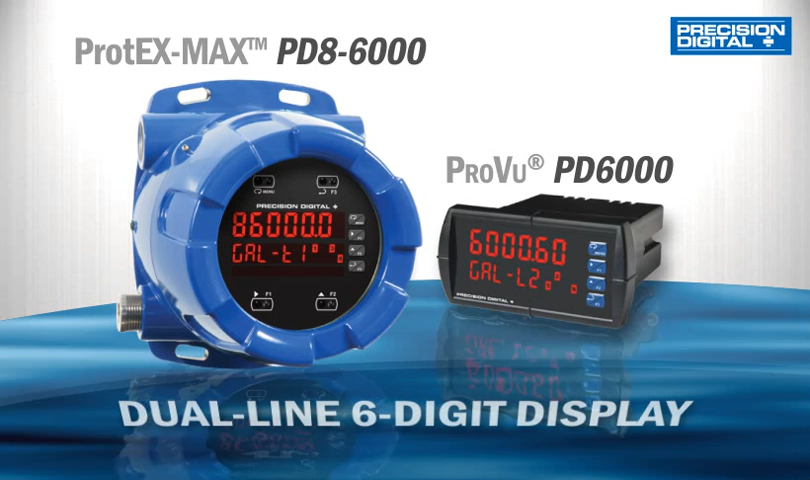 ProtEX-MAX™ PD8-6000
PRECISION
DIGITAL
PROVU® PD6000
MENU
F3
PRECISION DIGITAL
86000.0
GAL-t1
F1
F2
6000.60
GAL-L2
PRECISION DIGITAL
DUAL-LINE 6-DIGIT DISPLAY